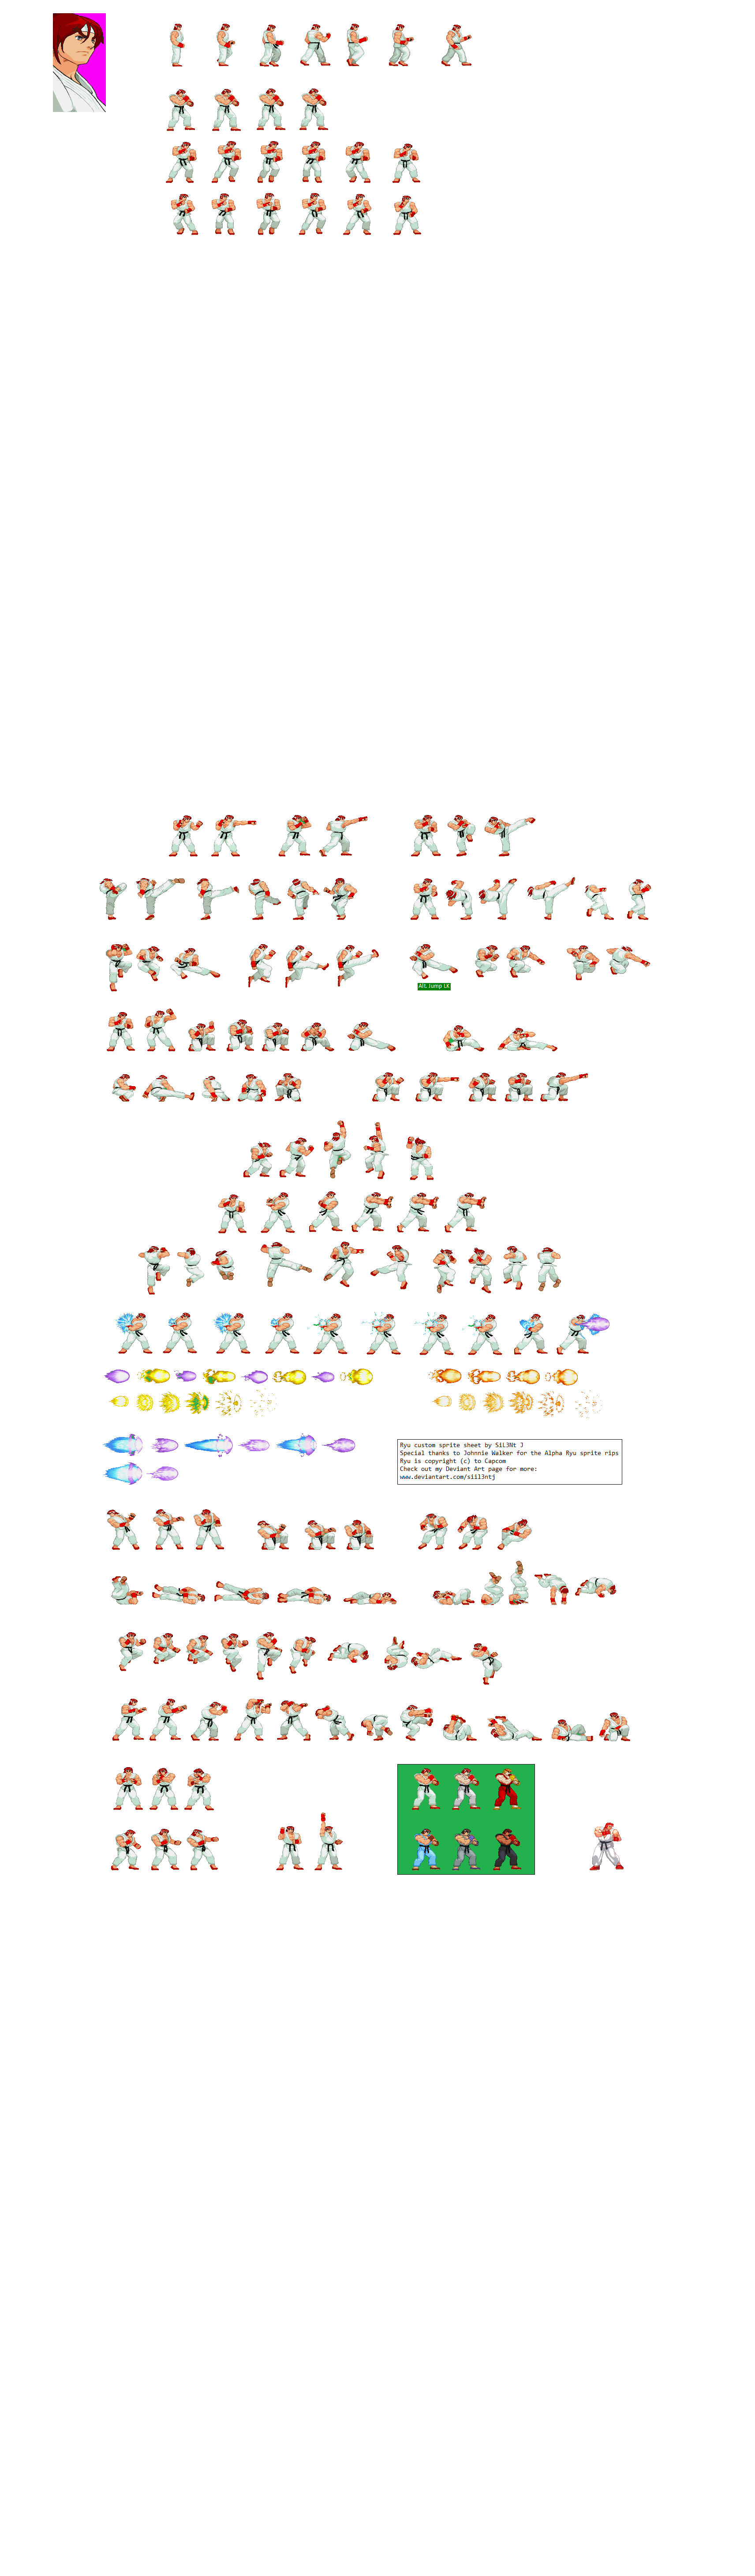 Alt. Jump LK
Ryu custom sprite sheet by SiL3Nt J
Special thanks to Johnnie Walker for the Alpha Ryu sprite rips
Ryu is copyright (c) to Capcom
Check out my Deviant Art page for more:
www.deviantart.com/siil3ntj